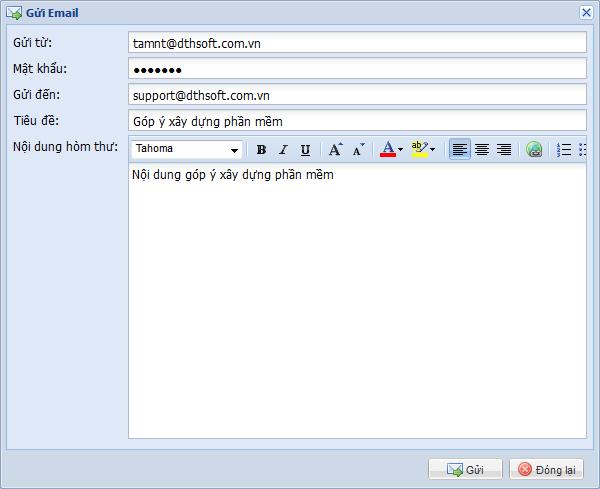 Gửi Email
Gửi từ: tamnt@dthsoft.com.vn
Mật khẩu: ●●●●●●●
Gửi đến: support@dthsoft.com.vn
Tiêu đề: Góp ý xây dựng phần mềm
Nội dung hòm thư: Tahoma B I U A A A ab
Nội dung góp ý xây dựng phần mềm
Gửi Đóng lại